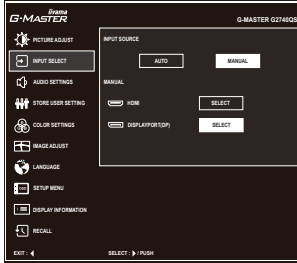 iiyama
G-MASTER
G-MASTER G2740QS
PICTURE ADJUST
INPUT SOURCE
AUTO
MANUAL
INPUT SELECT
AUDIO SETTINGS
MANUAL
STORE USER SETTING
HDMI
SELECT
COLOR SETTINGS
DISPLAYPORT(DP)
SELECT
IMAGE ADJUST
LANGUAGE
OSD
SETUP MENU
DISPLAY INFORMATION
RECALL
EXIT :
SELECT : / PUSH